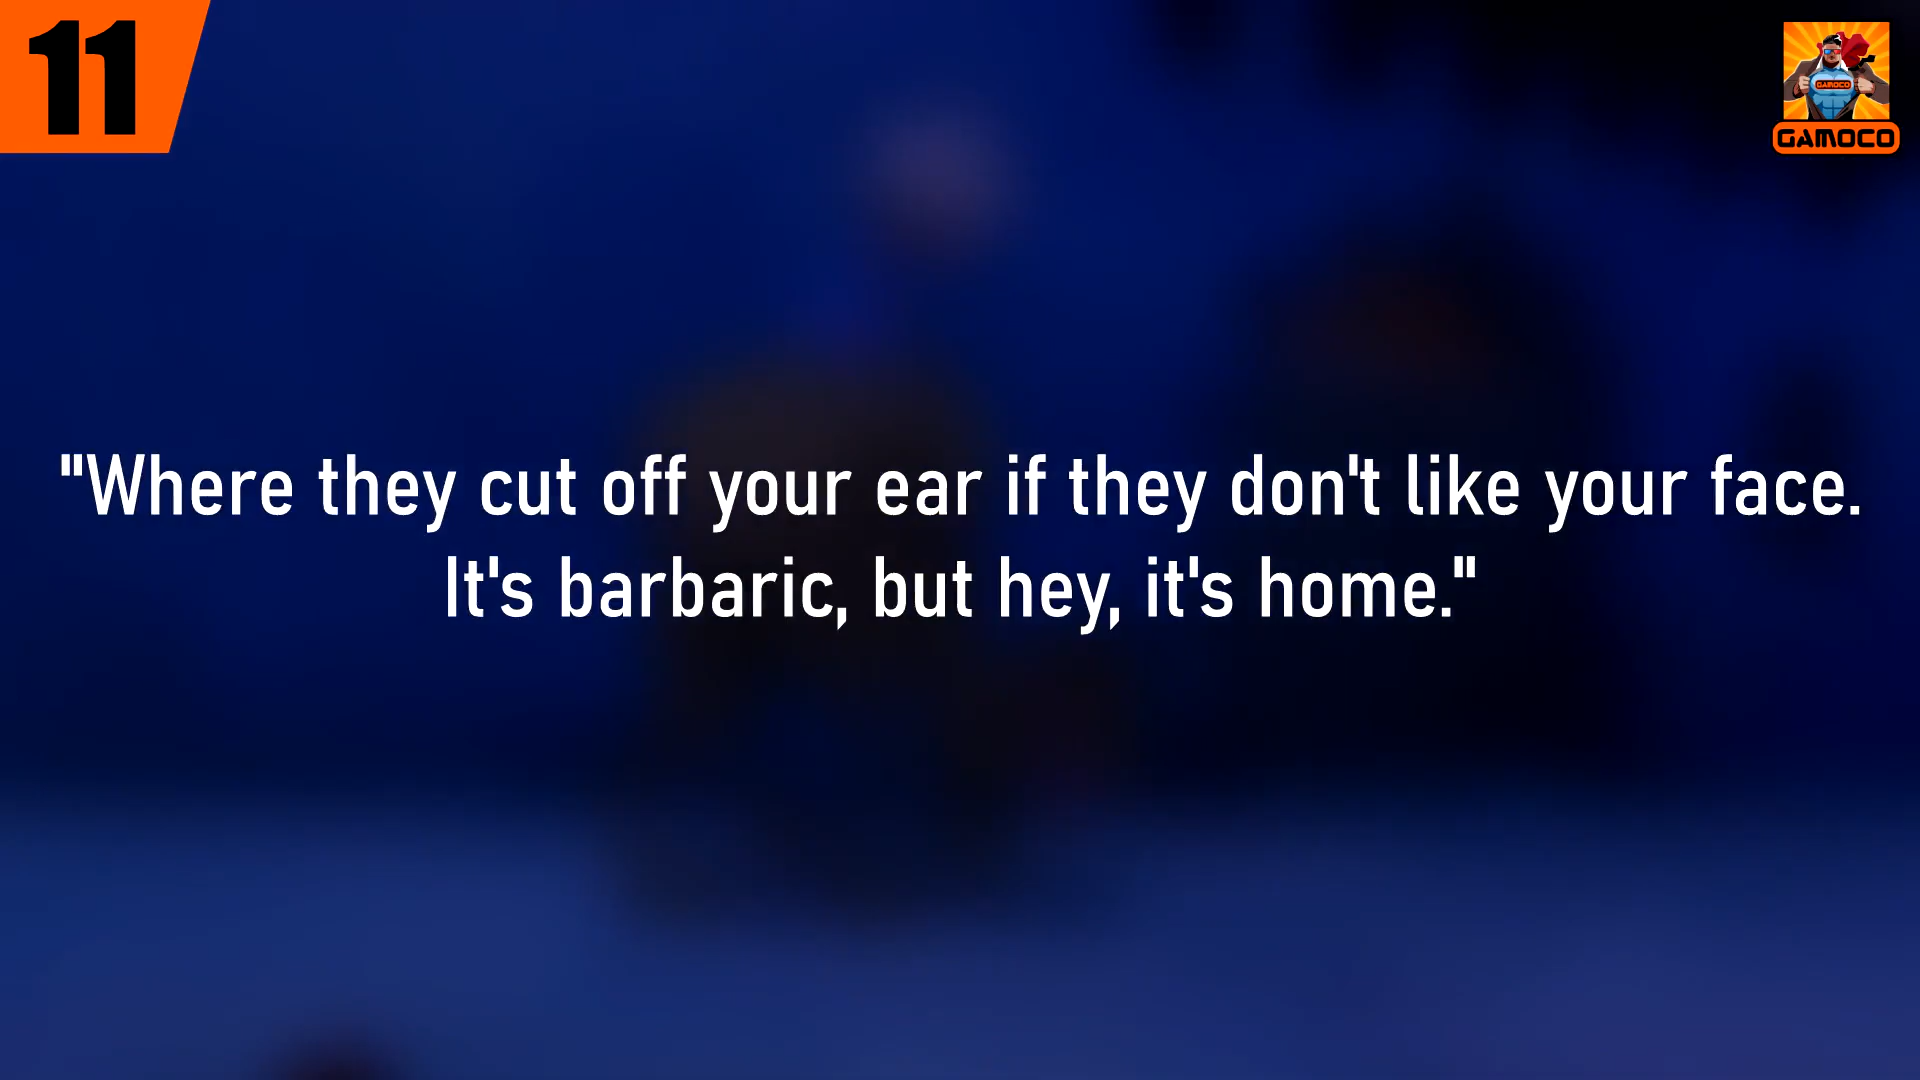 11
GAMOCO
GAMOCO
"Where they cut off your ear if they don't like your face.
It's barbaric, but hey, it's home."